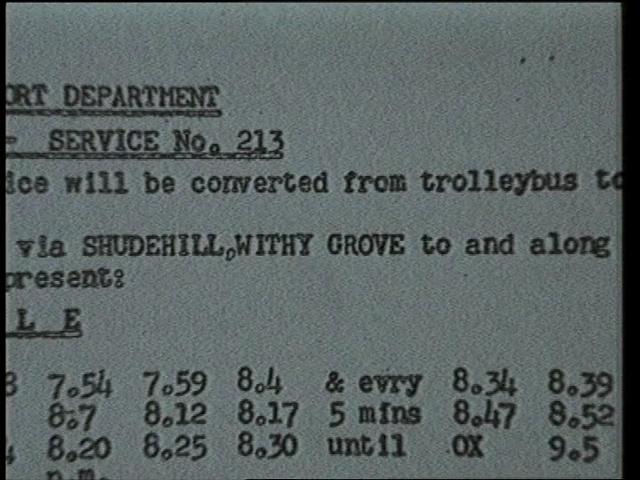 ORT DEPARTMENT
- SERVICE No. 213
ice will be converted from trolleybus to
via SHUDEHILL,WITHY GROVE to and along
present:
L E
3 7.54 7.59 8.4 & evry 8.34 8.39
8.7 8.12 8.17 5 mins 8.47 8.52
8.20 8.25 8.30 until OX 9.5
p.m.